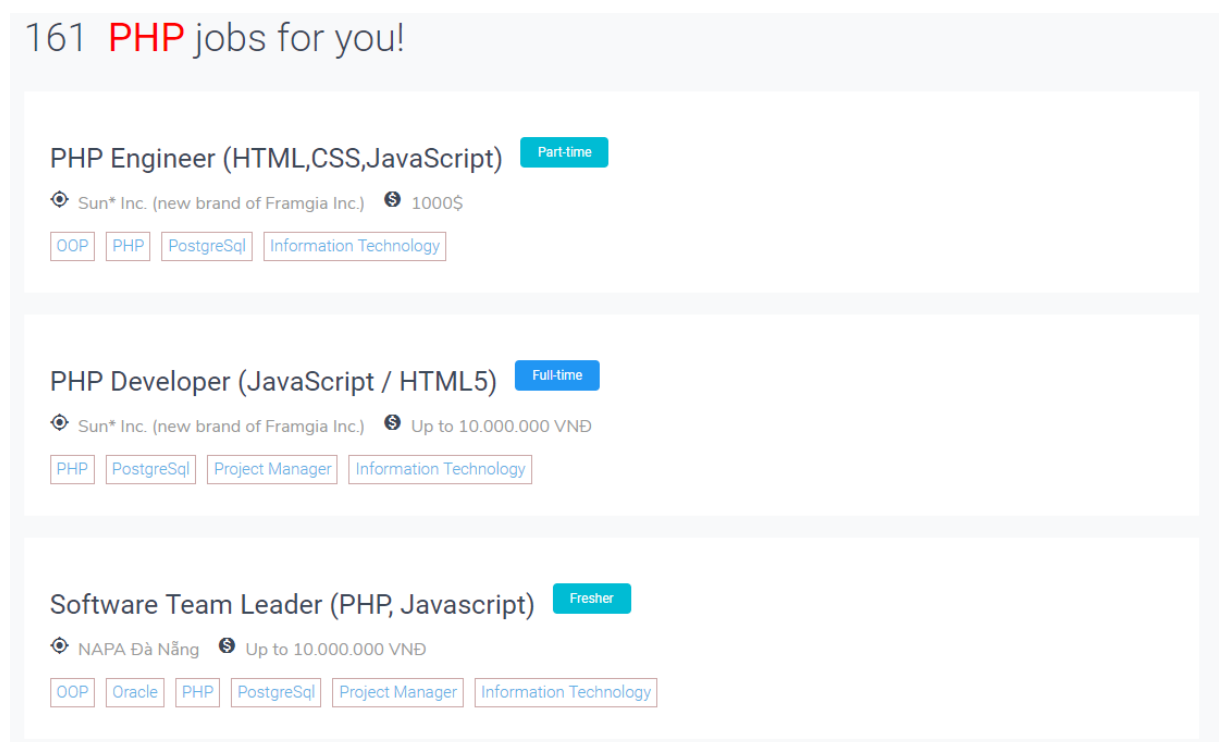 161 PHP jobs for you!
PHP Engineer (HTML,CSS,JavaScript) Part-time
Sun* Inc. (new brand of Framgia Inc.) 1000$
OOP PHP PostgreSql Information Technology
PHP Developer (JavaScript / HTML5) Full-time
Sun* Inc. (new brand of Framgia Inc.) Up to 10.000.000 VNĐ
PHP PostgreSql Project Manager Information Technology
Software Team Leader (PHP, Javascript) Fresher
NAPA Đà Nẵng Up to 10.000.000 VNĐ
OOP Oracle PHP PostgreSql Project Manager Information Technology